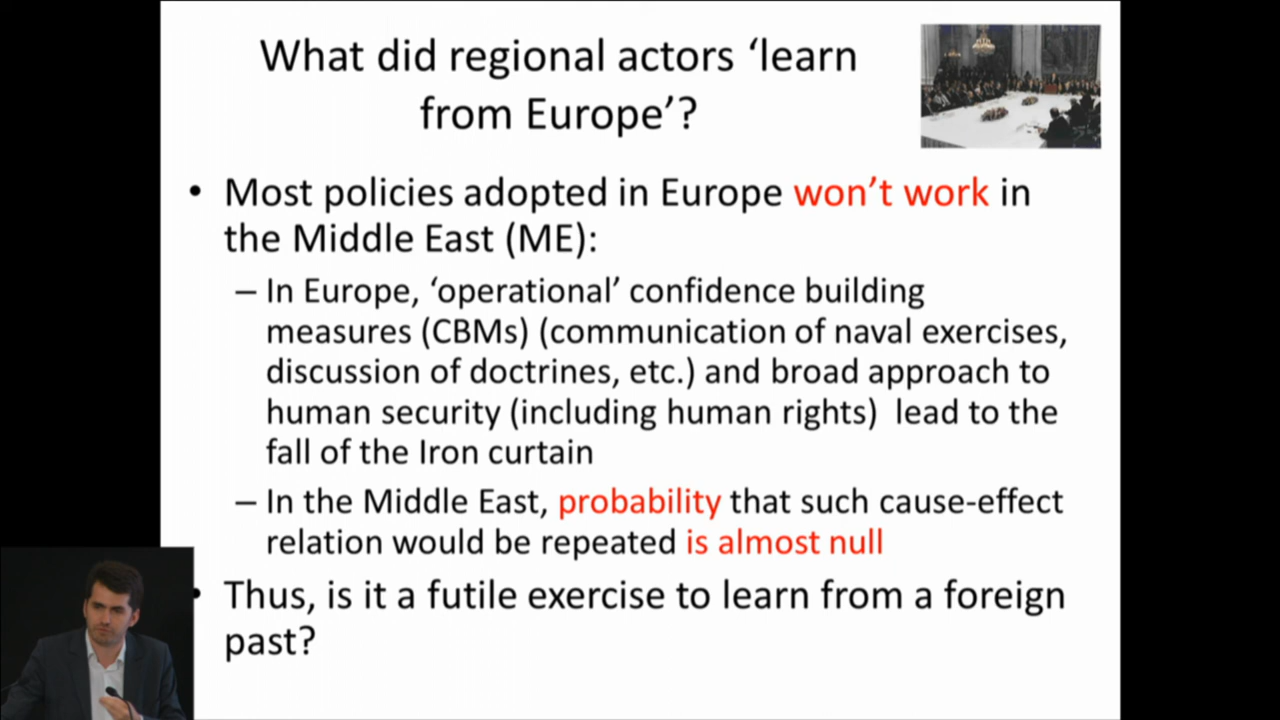 What did regional actors ‘learn
from Europe’?
• Most policies adopted in Europe won’t work in
the Middle East (ME):
– In Europe, ‘operational’ confidence building
measures (CBMs) (communication of naval exercises,
discussion of doctrines, etc.) and broad approach to
human security (including human rights)  lead to the
fall of the Iron curtain
– In the Middle East, probability that such cause-effect
relation would be repeated is almost null
• Thus, is it a futile exercise to learn from a foreign
past?